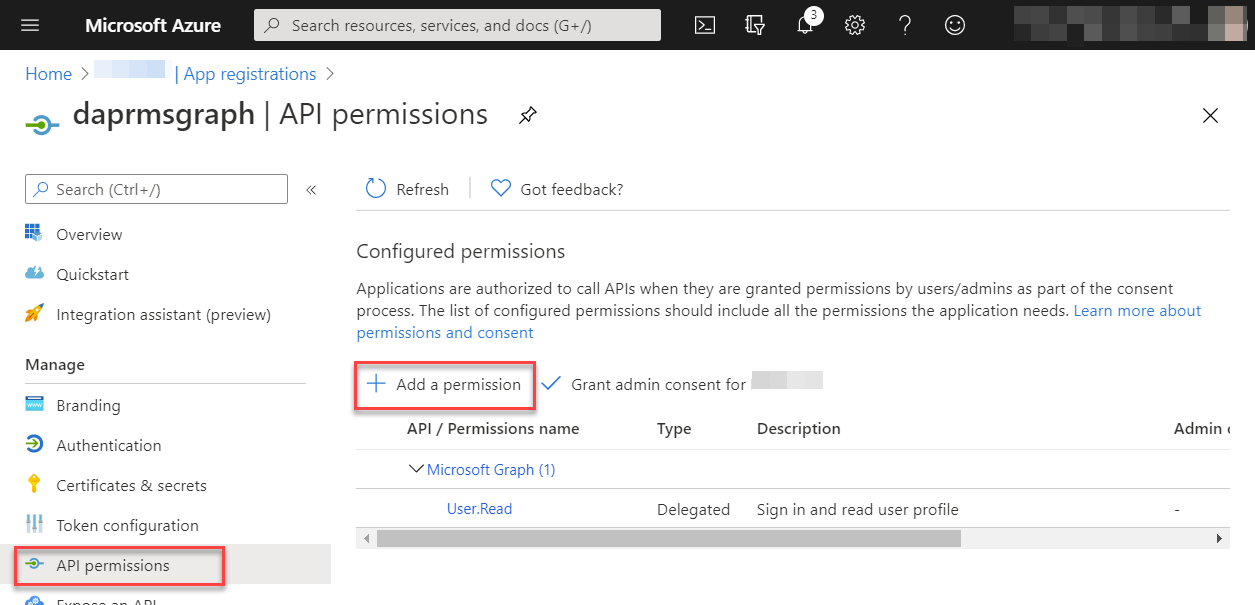 Microsoft Azure
Search resources, services, and docs (G+/)
3
Home > | App registrations >
daprmsgraph | API permissions
Search (Ctrl+/)
«
Refresh
Got feedback?
Overview
Quickstart
Integration assistant (preview)
Manage
Branding
Authentication
Certificates & secrets
Token configuration
API permissions
Expose an API
Configured permissions
Applications are authorized to call APIs when they are granted permissions by users/admins as part of the consent
process. The list of configured permissions should include all the permissions the application needs. Learn more about
permissions and consent
+ Add a permission
Grant admin consent for
API / Permissions name Type Description Admin c
Microsoft Graph (1)
User.Read Delegated Sign in and read user profile -